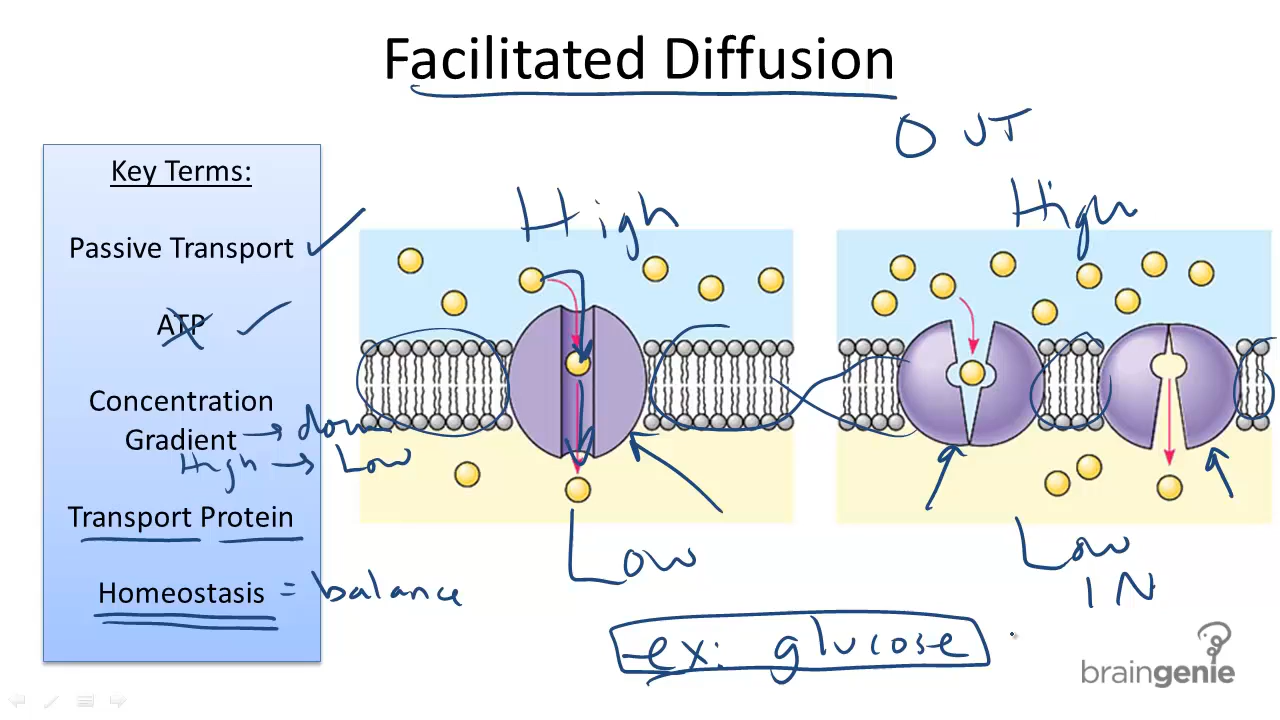 Facilitated Diffusion
OUT
Key Terms:
Passive Transport
ATP
Concentration
Gradient → down
High → Low
Transport Protein
Homeostasis = balance
High
High
Low
Low
IN
ex: glucose
braingenie